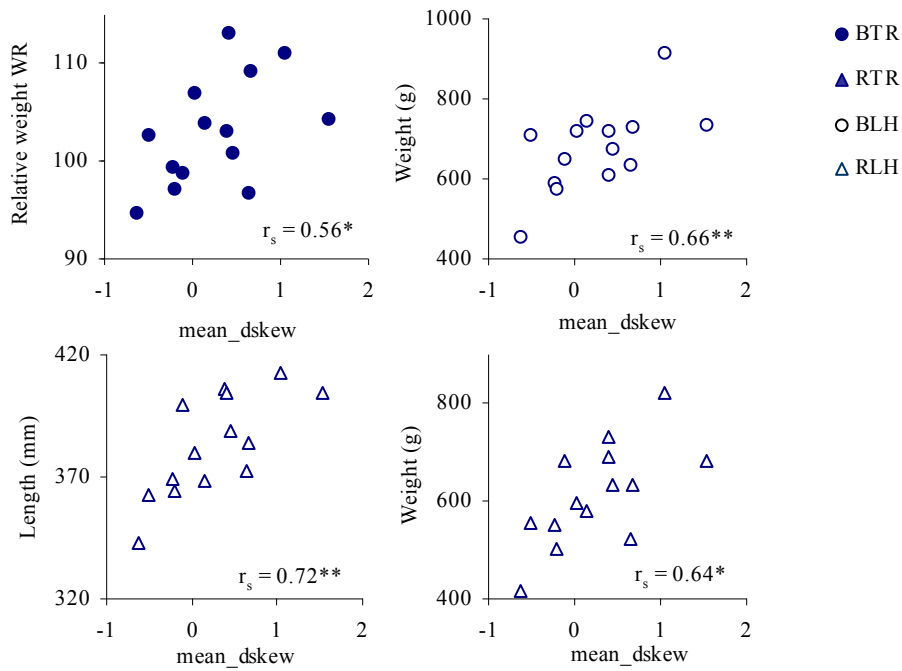 Relative weight WR
110
100
90
-1 0 1 2
mean_dskew
r_s = 0.56*
Weight (g)
1000
800
600
400
-1 0 1 2
mean_dskew
r_s = 0.66**
BTR
RTR
BLH
RLH
Length (mm)
420
370
320
-1 0 1 2
mean_dskew
r_s = 0.72**
Weight (g)
800
600
400
-1 0 1 2
mean_dskew
r_s = 0.64*